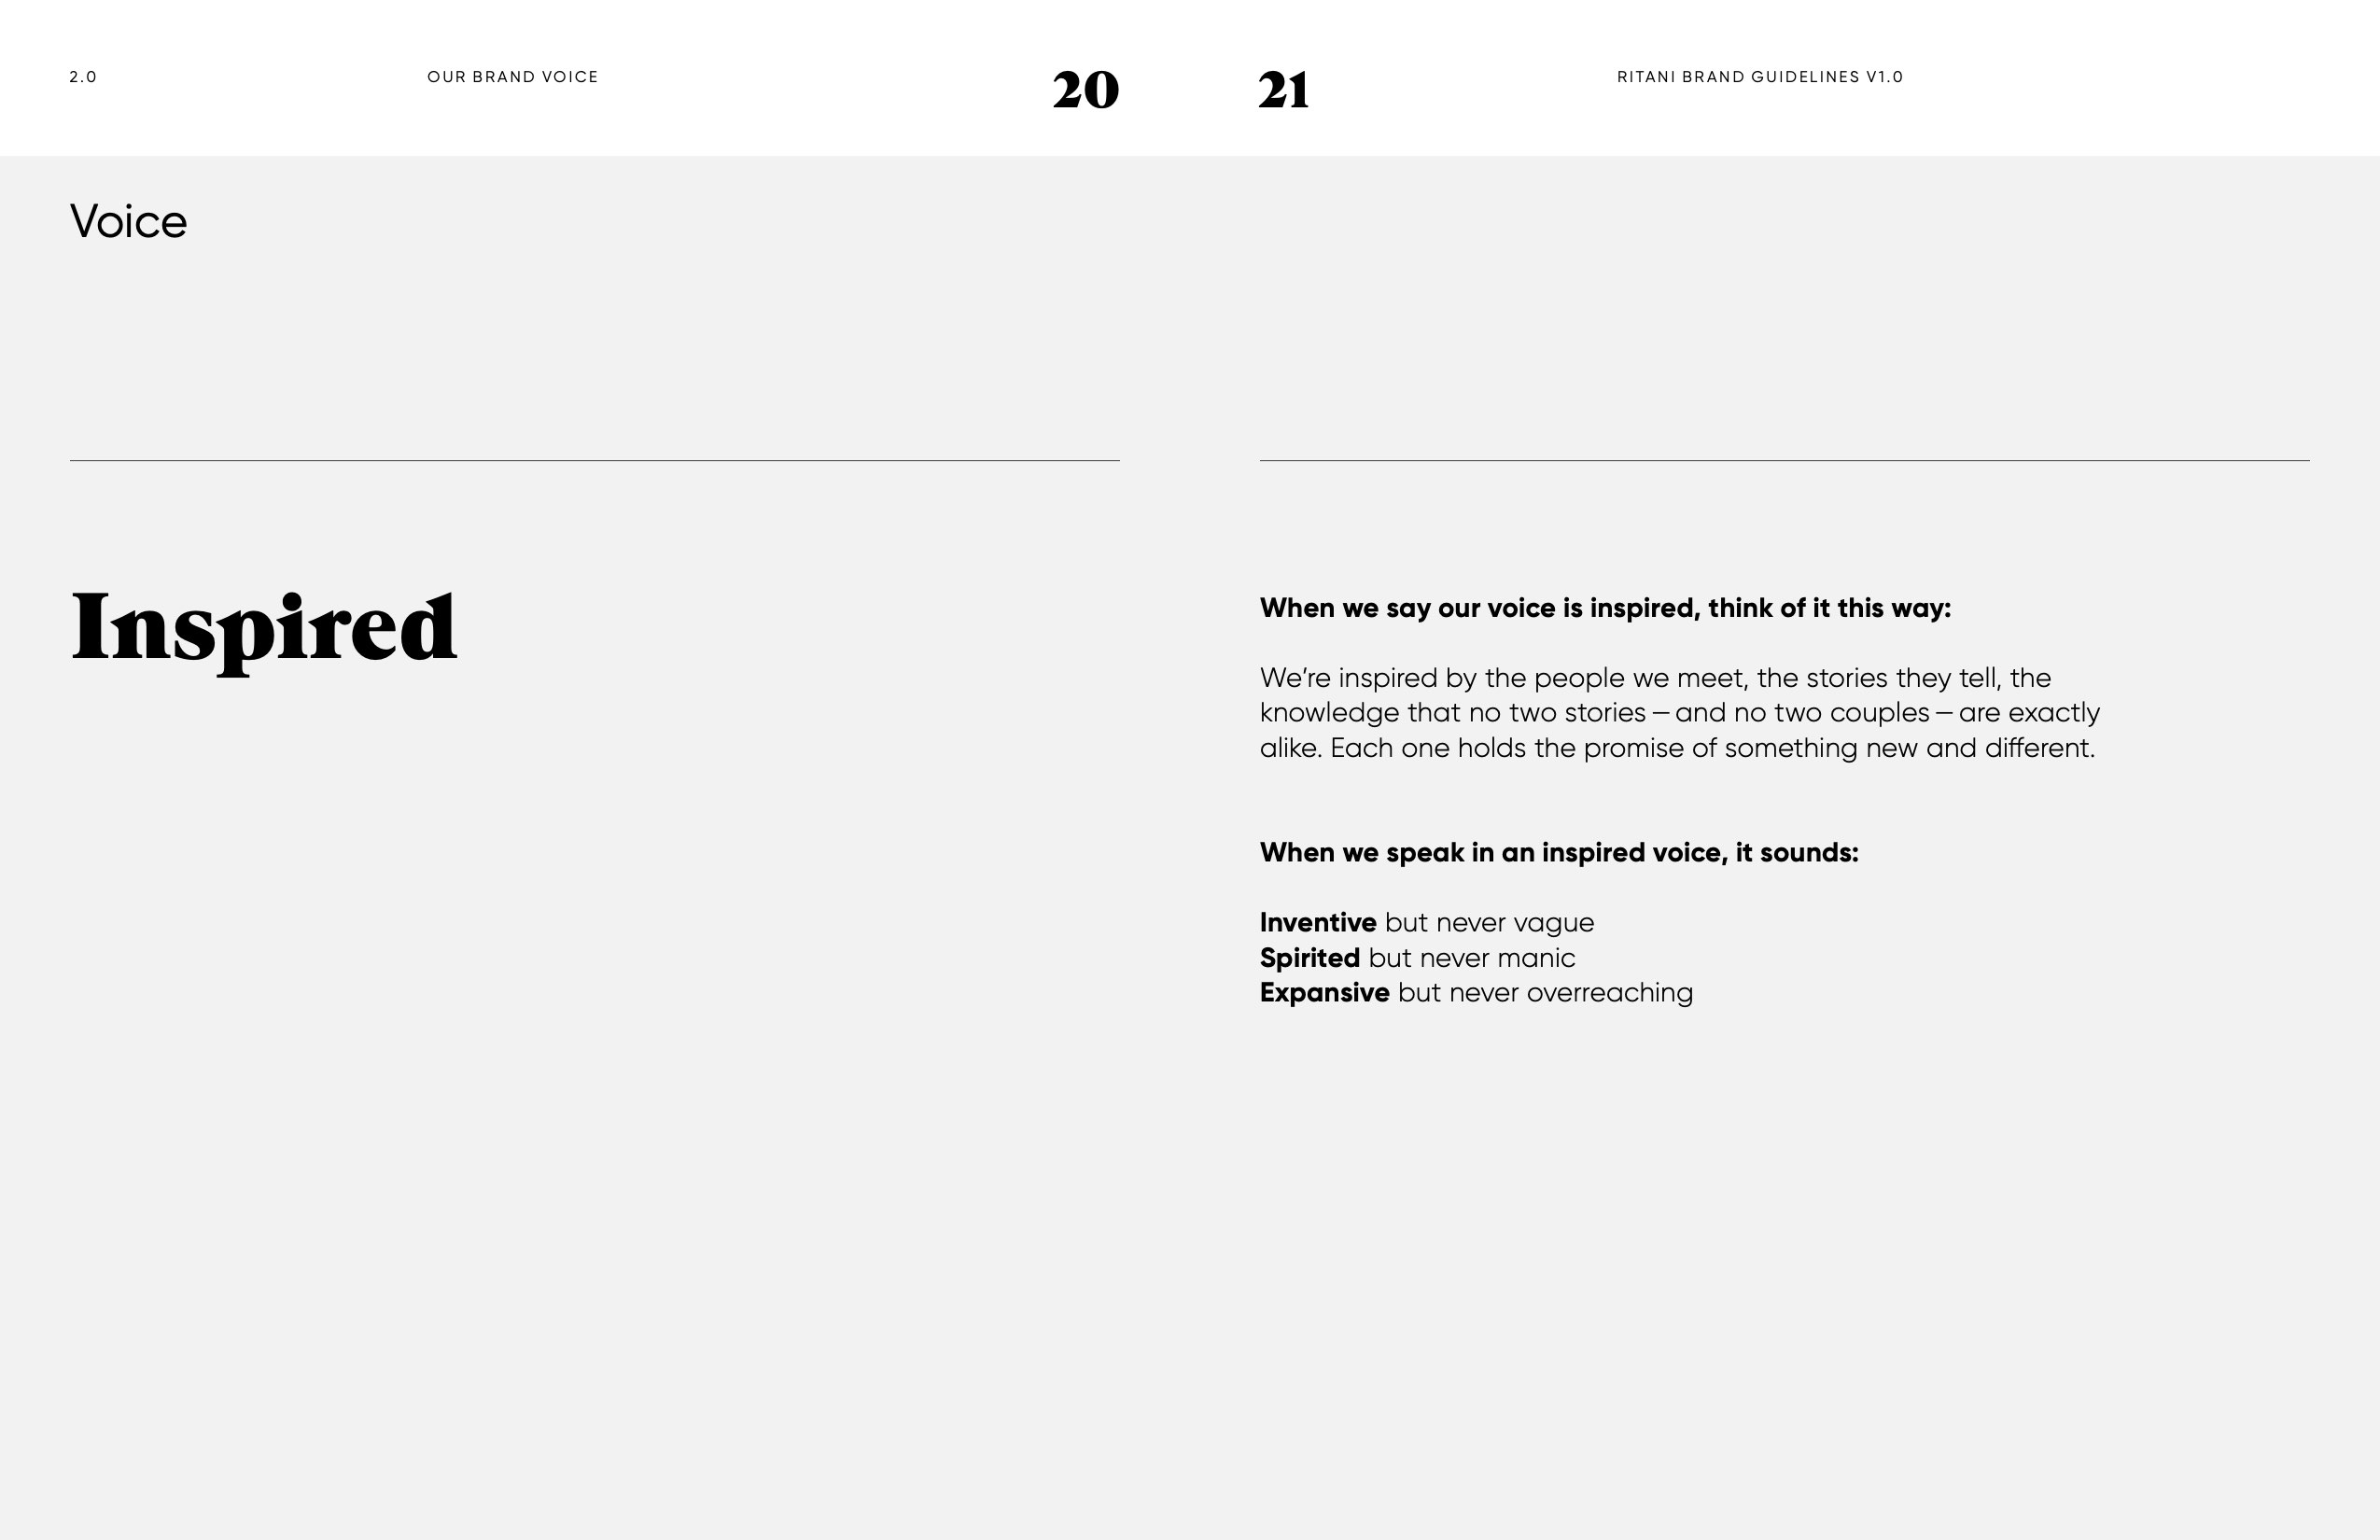 2.0
OUR BRAND VOICE
20
21
RITANI BRAND GUIDELINES V1.0
Voice
Inspired
When we say our voice is inspired, think of it this way:
We’re inspired by the people we meet, the stories they tell, the
knowledge that no two stories — and no two couples — are exactly
alike. Each one holds the promise of something new and different.
When we speak in an inspired voice, it sounds:
Inventive but never vague
Spirited but never manic
Expansive but never overreaching